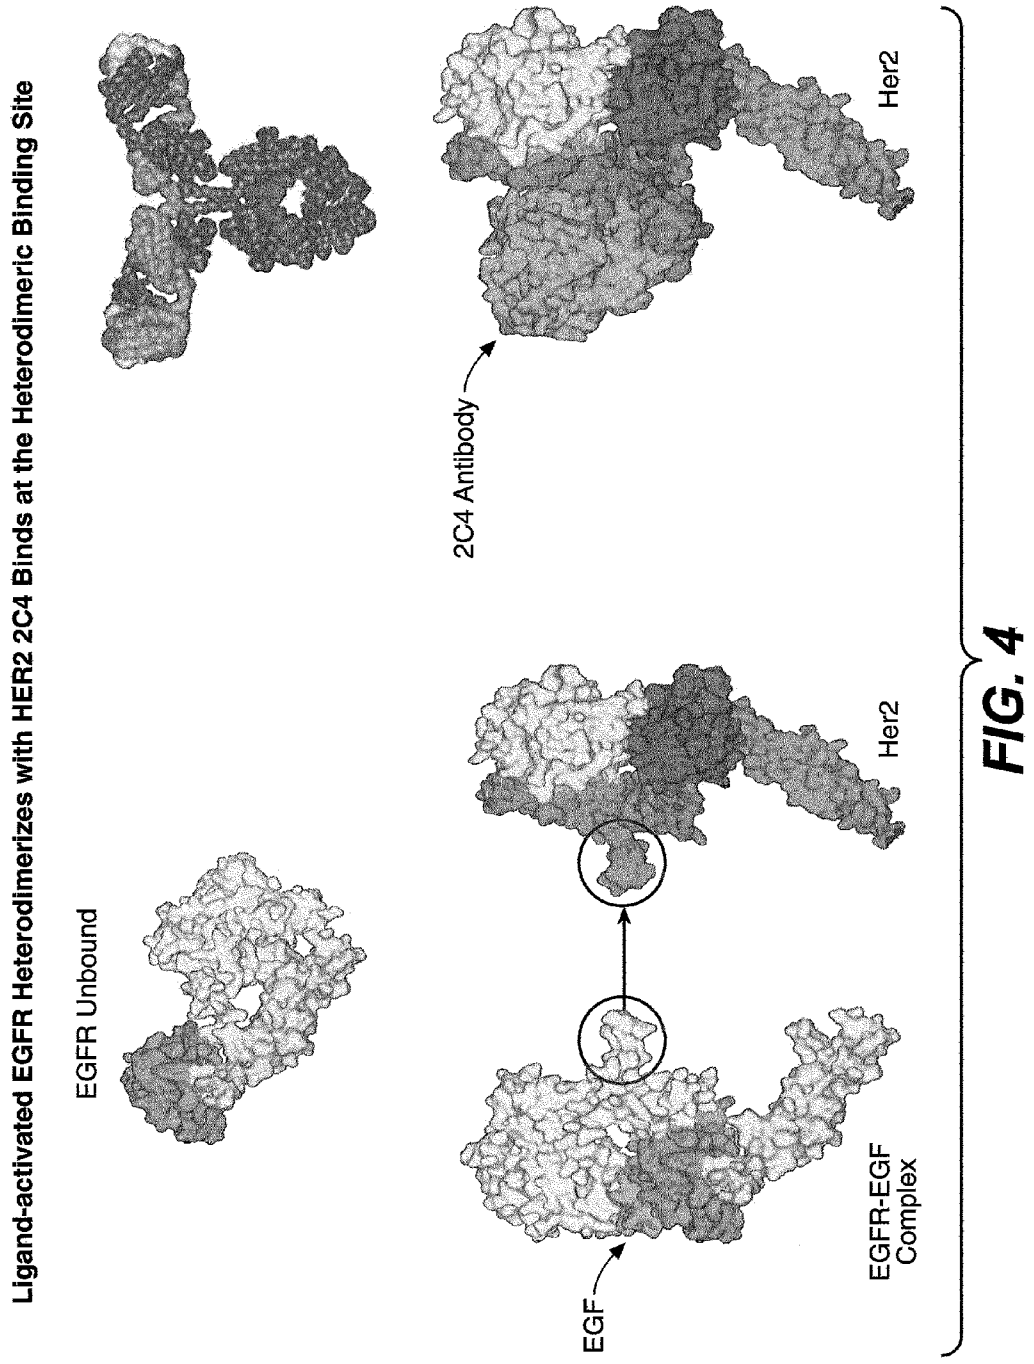 Ligand-activated EGFR Heterodimerizes with HER2 2C4 Binds at the Heterodimeric Binding Site
EGFR Unbound
EGF
EGFR-EGF
Complex
Her2
2C4 Antibody
Her2
FIG. 4